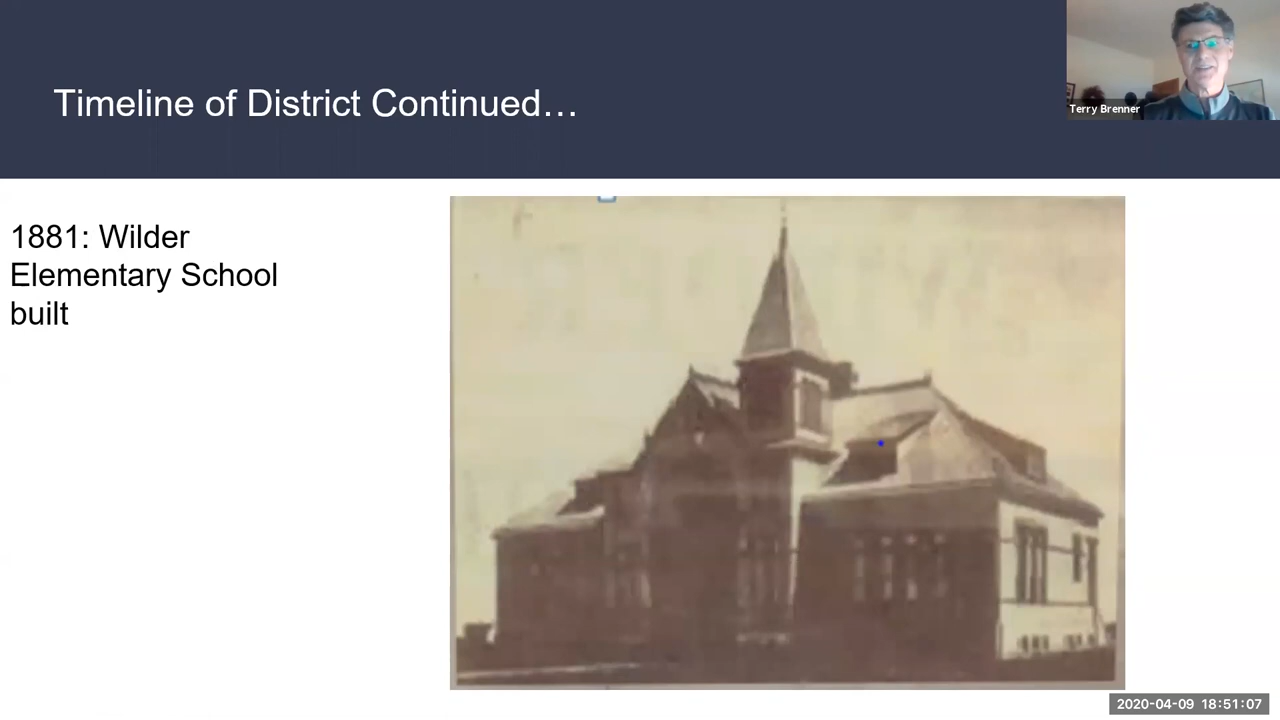 Timeline of District Continued…
Terry Brenner
1881: Wilder
Elementary School
built
2020-04-09 18:51:07